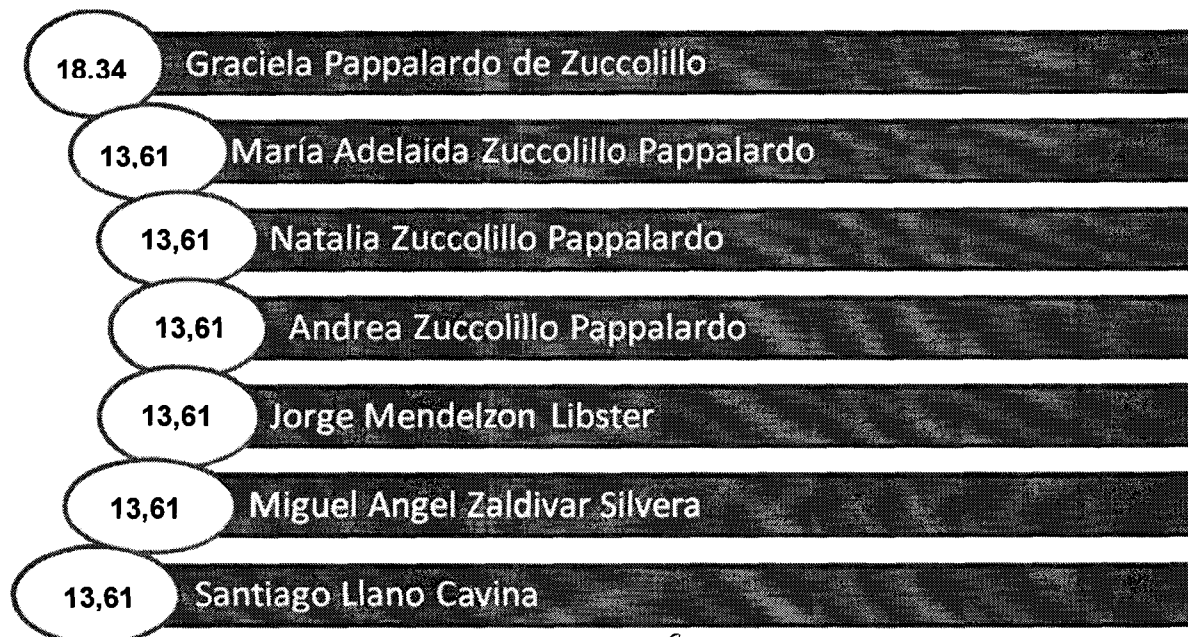 18.34 Graciela Pappalardo de Zuccolillo
13,61 María Adelaida Zuccolillo Pappalardo
13,61 Natalia Zuccolillo Pappalardo
13,61 Andrea Zuccolillo Pappalardo
13,61 Jorge Mendelzon Libster
13,61 Miguel Angel Zaldivar Silvera
13,61 Santiago Llano Cavina